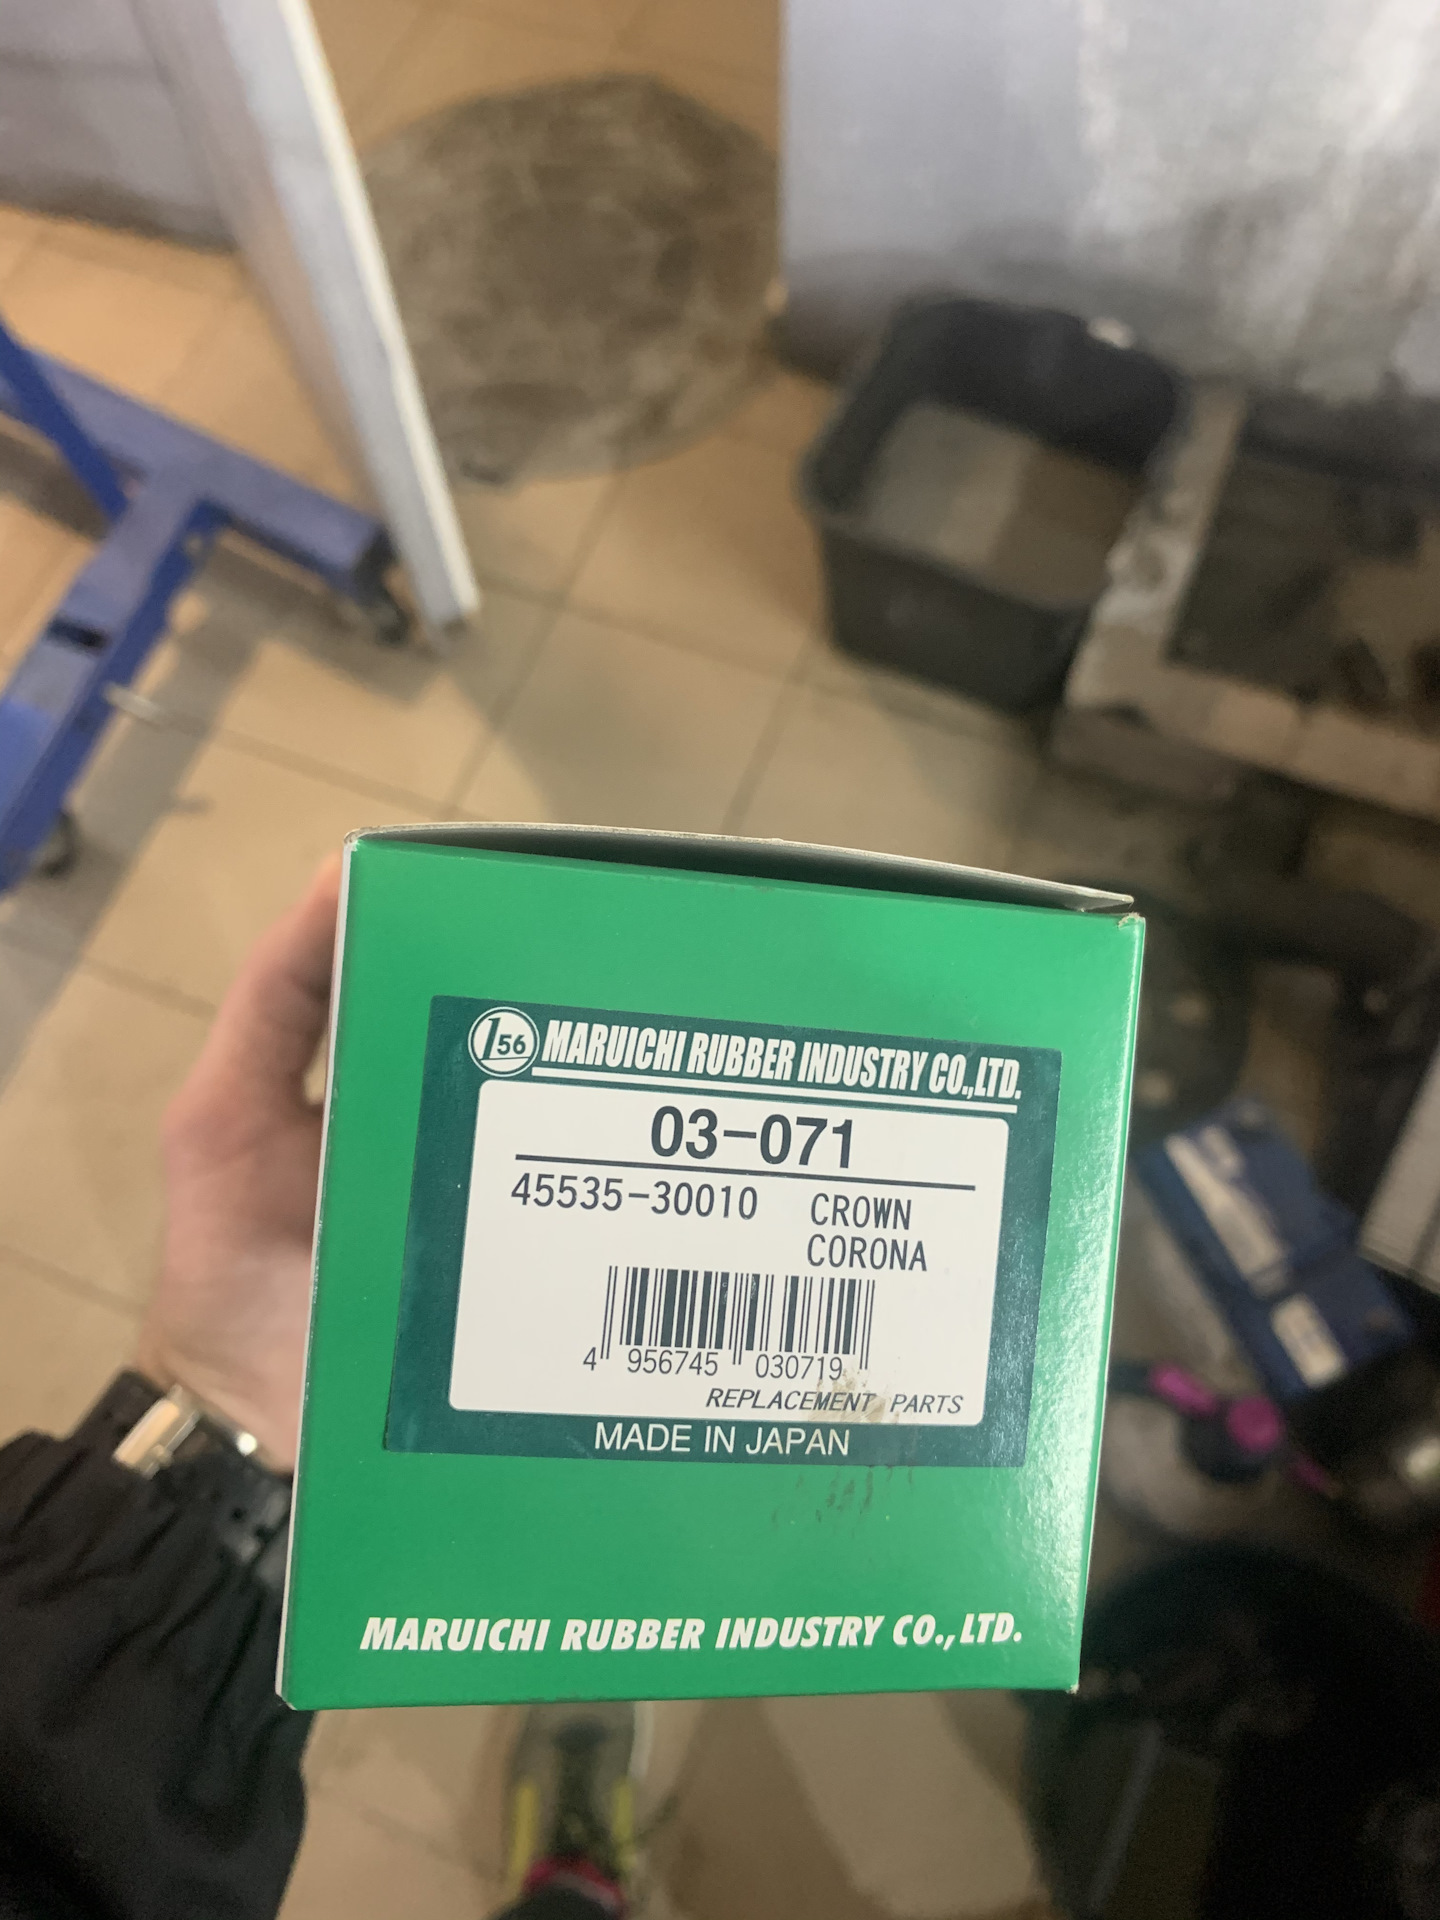 156 MARUICHI RUBBER INDUSTRY CO.,LTD.
03-071
45535-30010 CROWN
CORONA
4 956745 030719
REPLACEMENT PARTS
MADE IN JAPAN
MARUICHI RUBBER INDUSTRY CO.,LTD.